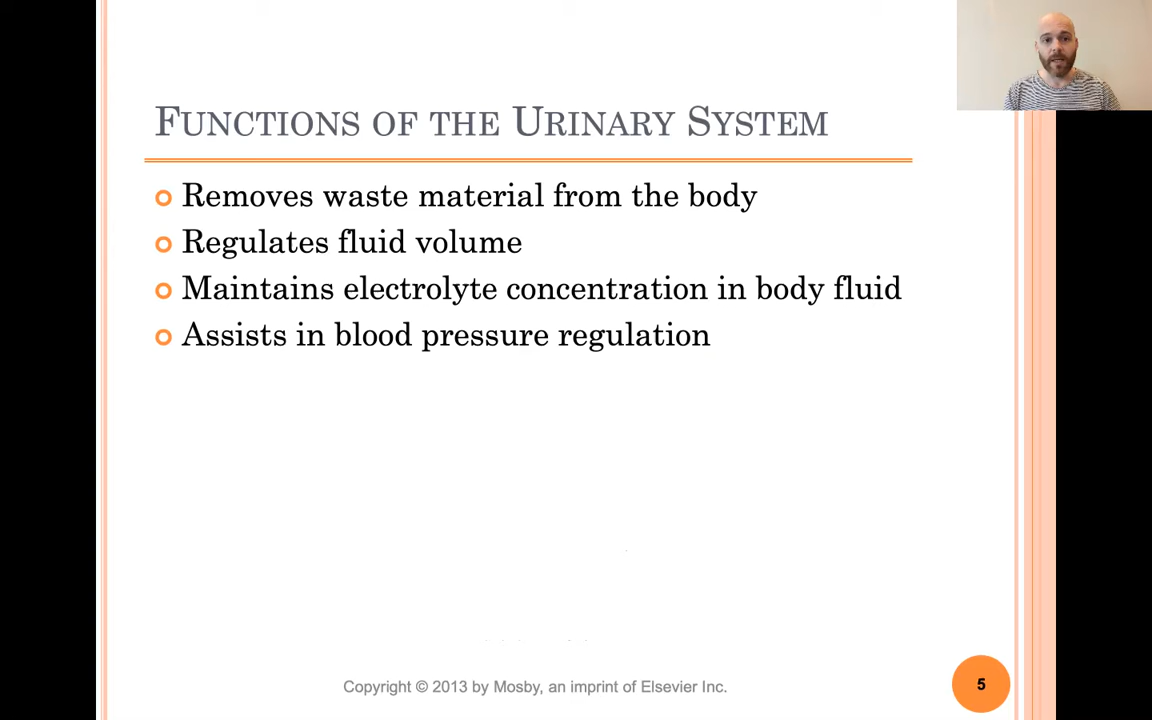 Functions of the Urinary System
Removes waste material from the body
Regulates fluid volume
Maintains electrolyte concentration in body fluid
Assists in blood pressure regulation
Copyright © 2013 by Mosby, an imprint of Elsevier Inc.
5